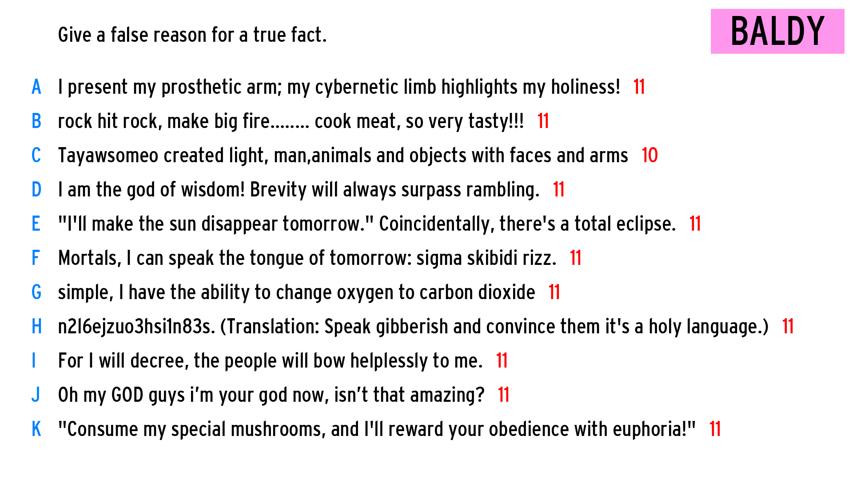 Give a false reason for a true fact.
BALDY
A I present my prosthetic arm; my cybernetic limb highlights my holiness! 11
B rock hit rock, make big fire........ cook meat, so very tasty!!! 11
C Tayawsomeo created light, man,animals and objects with faces and arms 10
D I am the god of wisdom! Brevity will always surpass rambling. 11
E "I'll make the sun disappear tomorrow." Coincidentally, there's a total eclipse. 11
F Mortals, I can speak the tongue of tomorrow: sigma skibidi rizz. 11
G simple, I have the ability to change oxygen to carbon dioxide 11
H n2l6ejzuo3hsi1n83s. (Translation: Speak gibberish and convince them it's a holy language.) 11
I For I will decree, the people will bow helplessly to me. 11
J Oh my GOD guys i’m your god now, isn’t that amazing? 11
K "Consume my special mushrooms, and I'll reward your obedience with euphoria!" 11